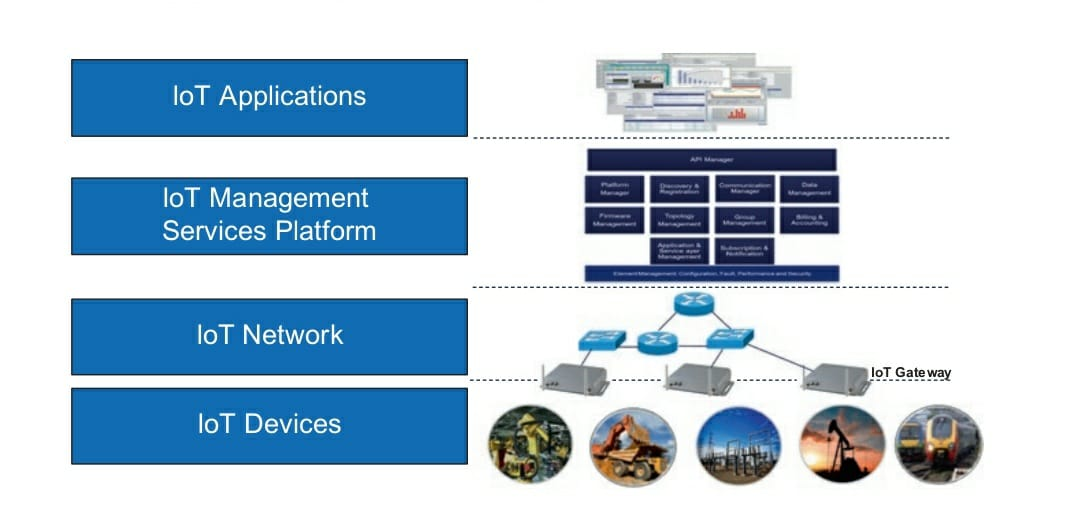 IoT Applications
API Manager
IoT Management
Services Platform
Platform
Manager
Discovery &
Registration
Communication
Manager
Data
Management
Firmware
Management
Topology
Management
Group
Management
Billing &
Accounting
Application &
Service ayer
Management
Subscription &
Notification
Element Management: Configuration, Fault, Performance and Security
IoT Network
IoT Gateway
IoT Devices